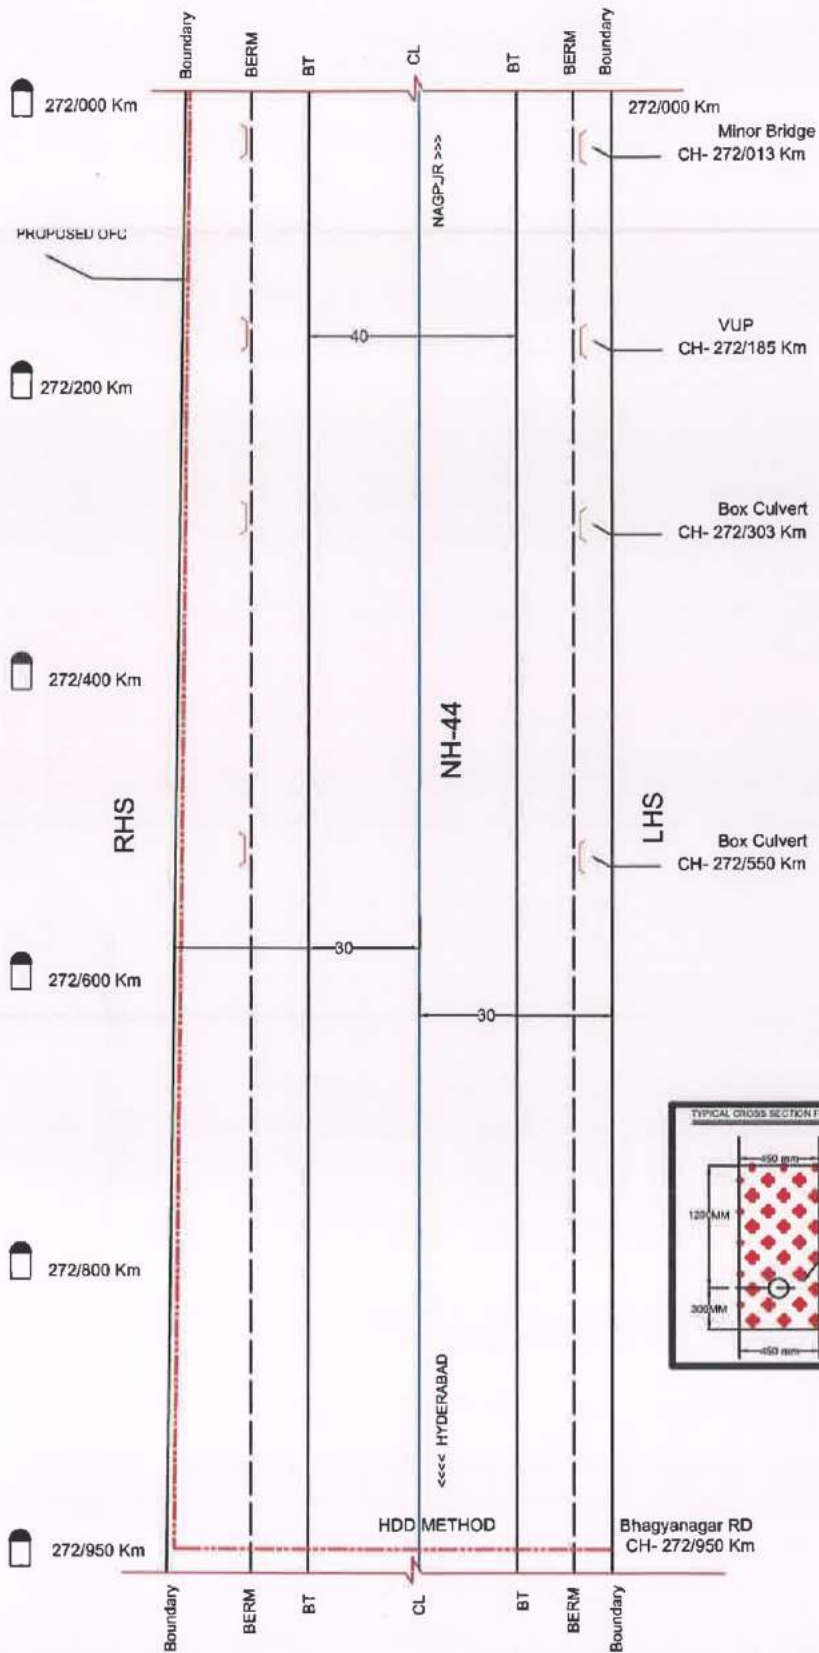 Boundary
BERM
BT
CL
BT
BERM
Boundary
272/000 Km
272/000 Km
Minor Bridge
CH- 272/013 Km
NAGPUR >>>
PROPOSED OFC
40
VUP
CH- 272/185 Km
272/200 Km
Box Culvert
CH- 272/303 Km
272/400 Km
NH-44
RHS
LHS
Box Culvert
CH- 272/550 Km
30
272/600 Km
30
TYPICAL CROSS SECTION F
450 mm
1200MM
300MM
450 mm
272/800 Km
<<<< HYDERABAD
HDD METHOD
Bhagyanagar RD
CH- 272/950 Km
272/950 Km
Boundary
BERM
BT
CL
BT
BERM
Boundary